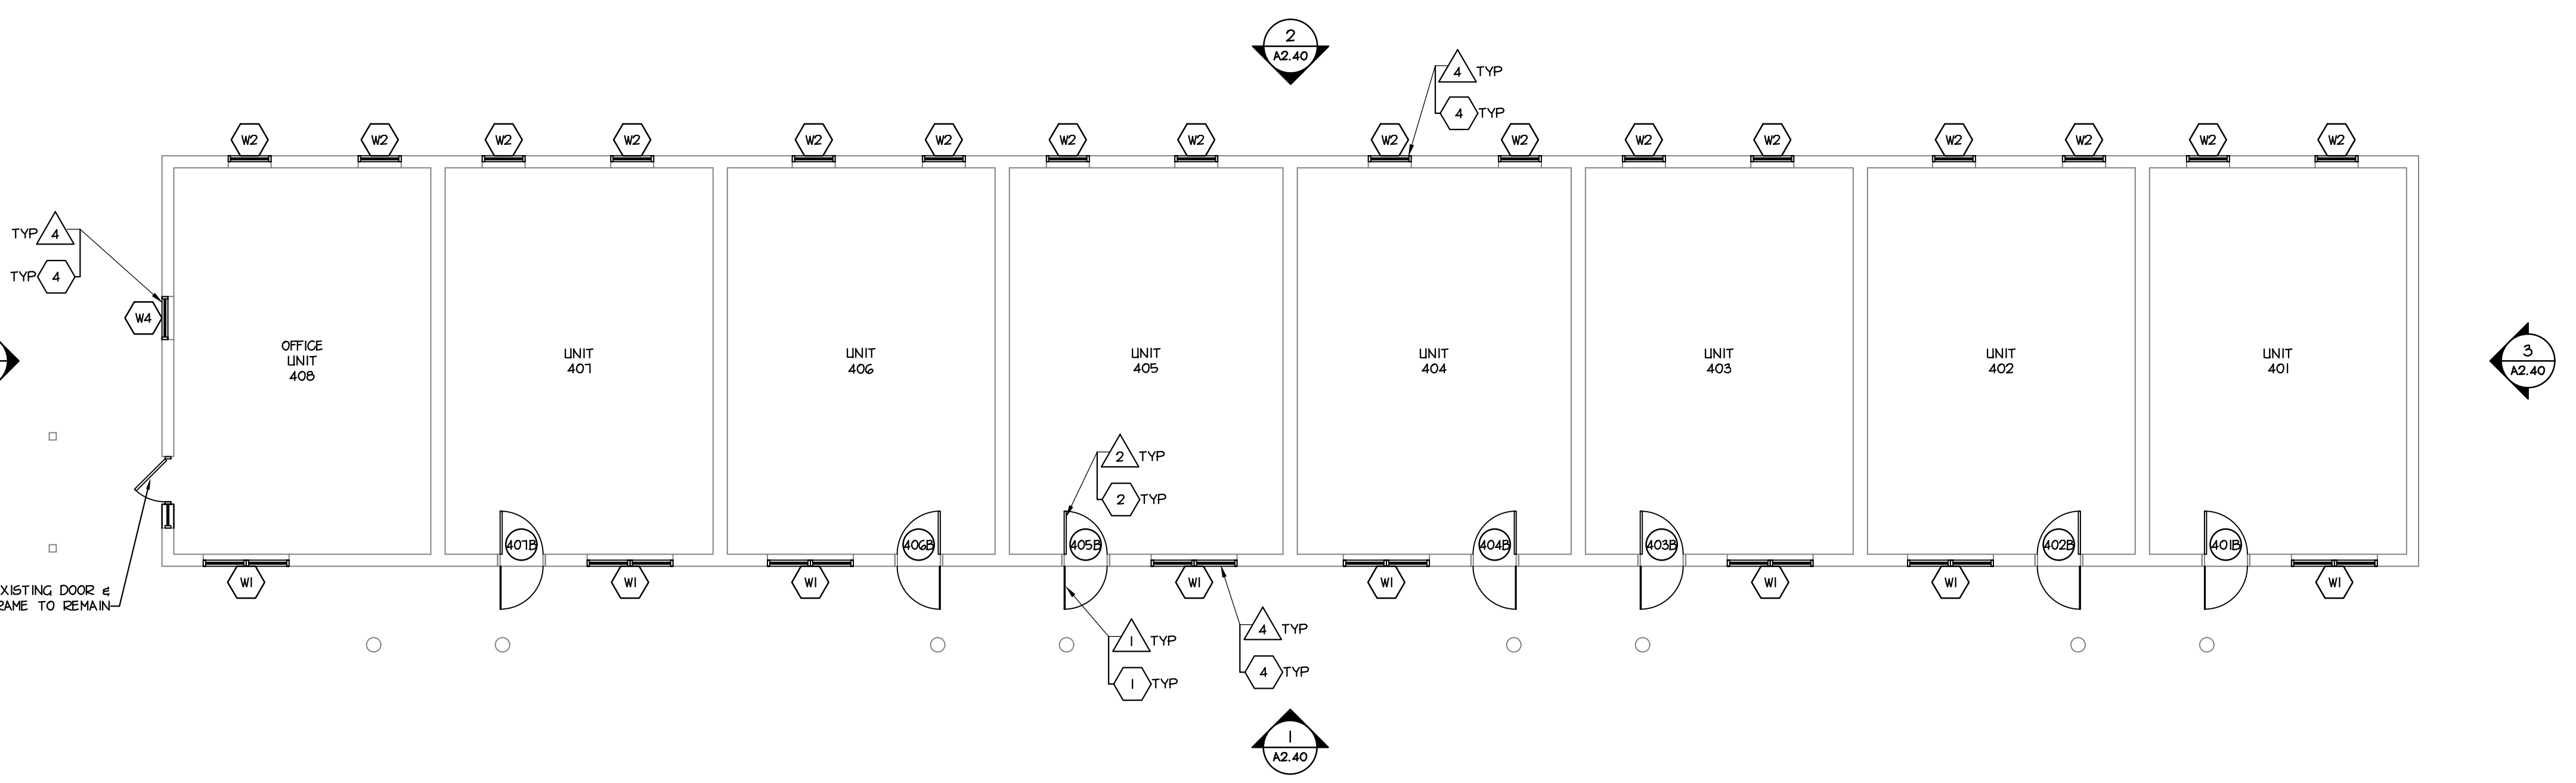 2
A2.40
4 TYP
4 TYP
W2 W2 W2 W2 W2 W2 W2 W2 W2 W2 W2 W2 W2 W2 W2 W2
TYP 4
TYP 4
W4
OFFICE
UNIT
408
UNIT
407
UNIT
406
UNIT
405
UNIT
404
UNIT
403
UNIT
402
UNIT
401
3
A2.40
2 TYP
2 TYP
407B 406B 405B 404B 403B 402B 401B
W1 W1 W1 W1 W1 W1 W1 W1
XISTING DOOR &
RAME TO REMAIN
1 TYP
1 TYP
4 TYP
4 TYP
1
A2.40